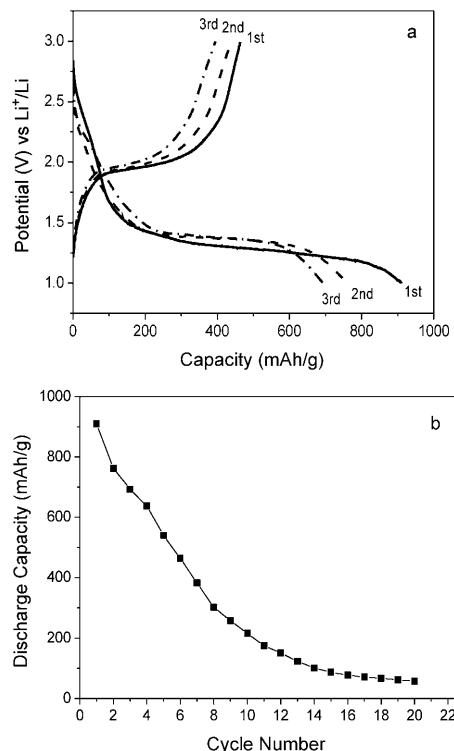 a
3rd 2nd 1st
3.0
2.5
2.0
1.5
1.0
Potential (V) vs Li⁺/Li
3rd 2nd 1st
0 200 400 600 800 1000
Capacity (mAh/g)
b
1000
800
600
400
200
0
Discharge Capacity (mAh/g)
0 2 4 6 8 10 12 14 16 18 20 22
Cycle Number